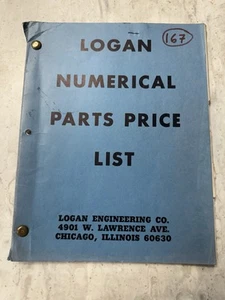 167
LOGAN
NUMERICAL
PARTS PRICE
LIST
LOGAN ENGINEERING CO.
4901 W. LAWRENCE AVE.
CHICAGO, ILLINOIS 60630